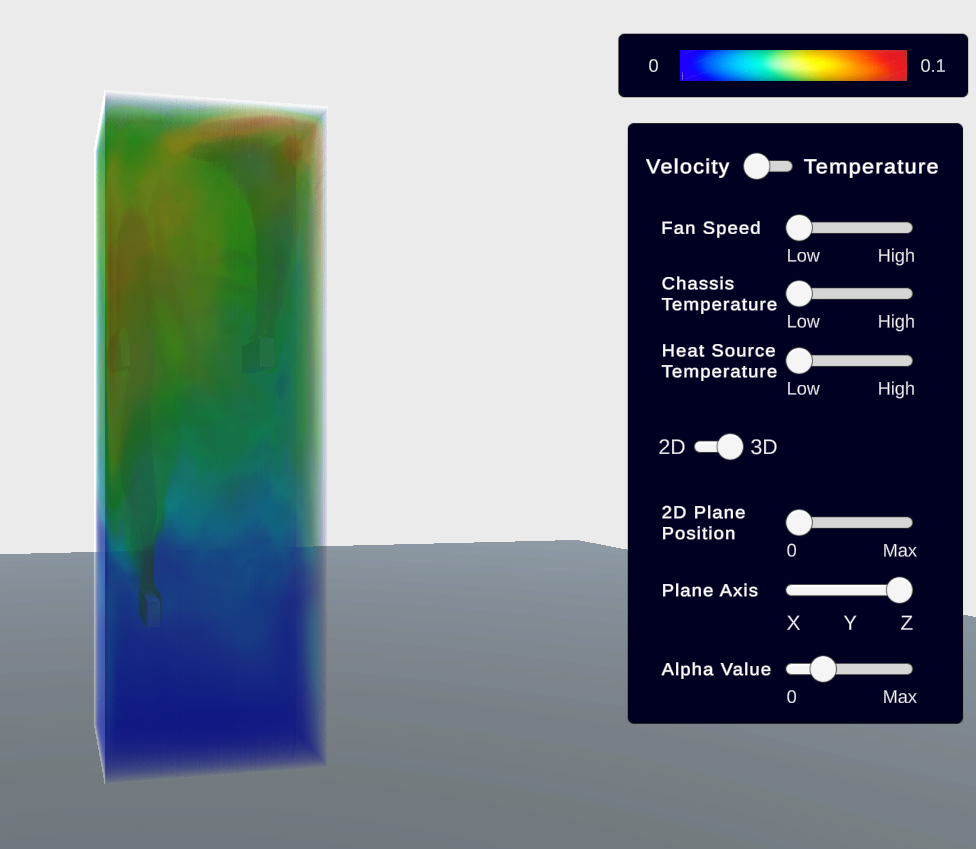 0 0.1
Velocity Temperature
Fan Speed
Low High
Chassis
Temperature
Low High
Heat Source
Temperature
Low High
2D 3D
2D Plane
Position
0 Max
Plane Axis
X Y Z
Alpha Value
0 Max